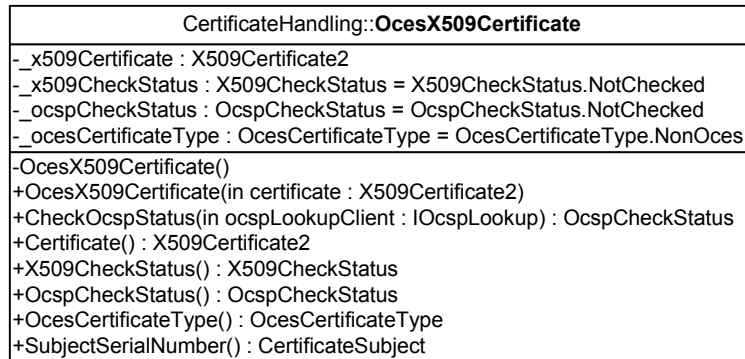 CertificateHandling::OcesX509Certificate
-_x509Certificate : X509Certificate2
-_x509CheckStatus : X509CheckStatus = X509CheckStatus.NotChecked
-_ocspCheckStatus : OcspCheckStatus = OcspCheckStatus.NotChecked
-_ocesCertificateType : OcesCertificateType = OcesCertificateType.NonOces
-OcesX509Certificate()
+OcesX509Certificate(in certificate : X509Certificate2)
+CheckOcspStatus(in ocspLookupClient : IOcspLookup) : OcspCheckStatus
+Certificate() : X509Certificate2
+X509CheckStatus() : X509CheckStatus
+OcspCheckStatus() : OcspCheckStatus
+OcesCertificateType() : OcesCertificateType
+SubjectSerialNumber() : CertificateSubject